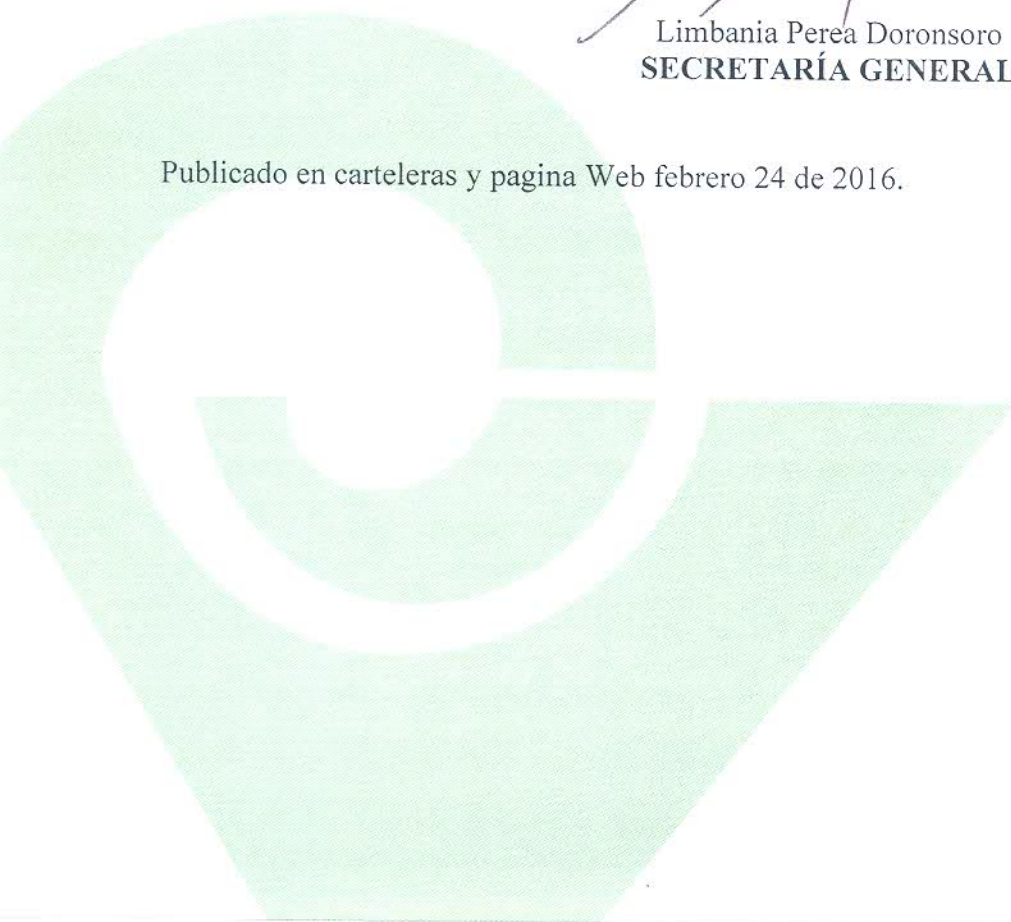 Limbania Perea Doronsoro
SECRETARÍA GENERAL
Publicado en carteleras y pagina Web febrero 24 de 2016.